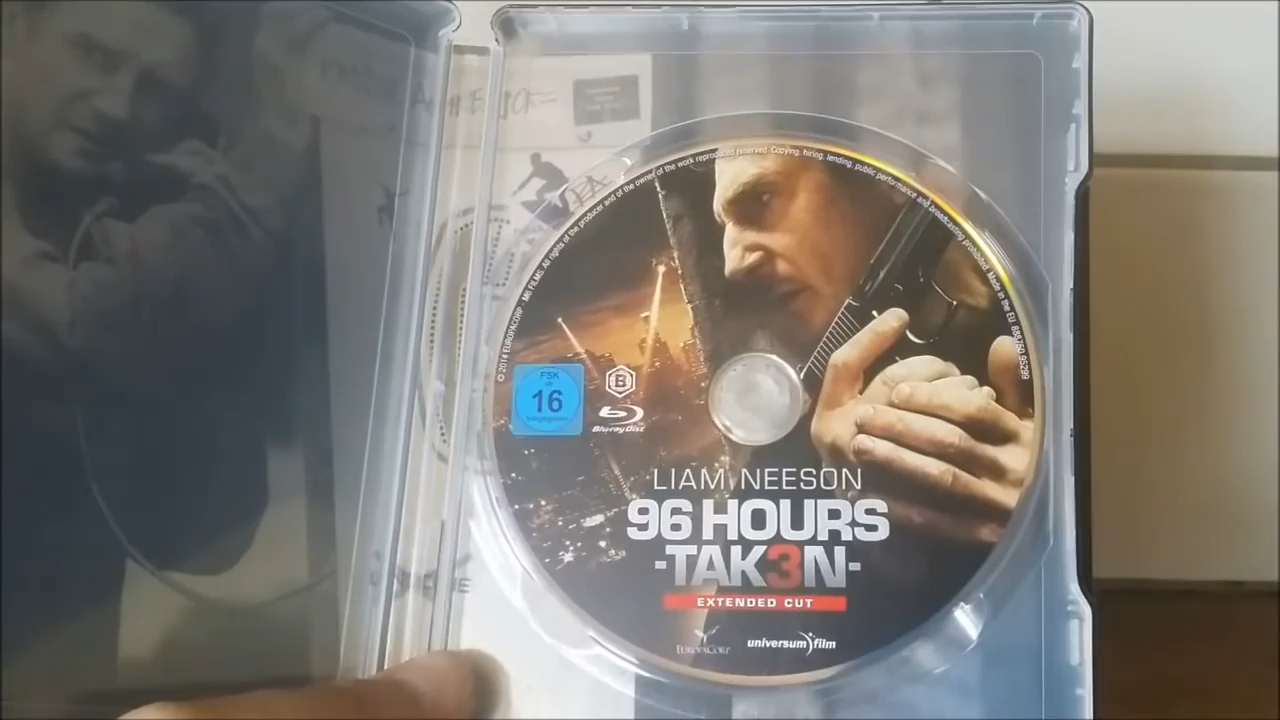 © 2014 EUROPACORP - M6 FILMS. All rights of the producer and of the owner of the work reproduced reserved. Copying, hiring, lending, public performance and broadcasting prohibited. Made in the EU.
FSK
ab
16
freigegeben
B
Blu-ray Disc
LIAM NEESON
96 HOURS
-TAK3N-
EXTENDED CUT
EUROPACORP
universum film